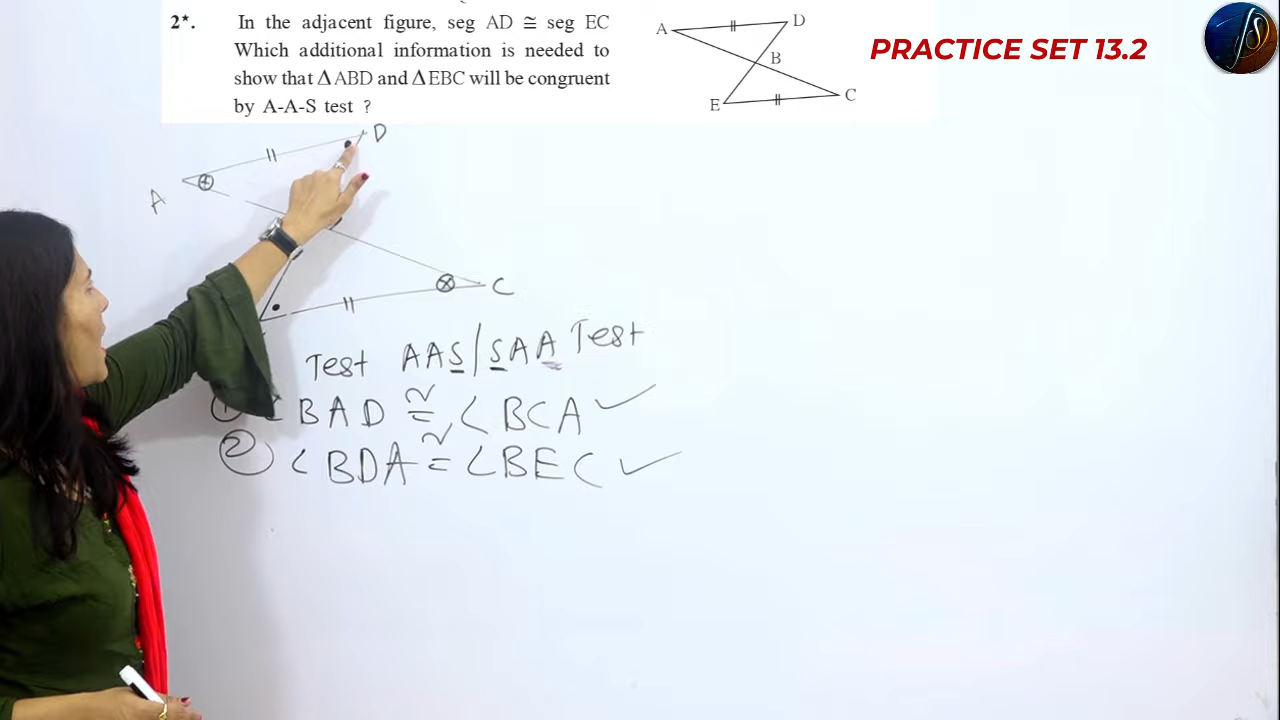 2*. In the adjacent figure, seg AD ≅ seg EC
Which additional information is needed to
show that △ABD and △EBC will be congruent
by A-A-S test ?
A
D
B
E
C
PRACTICE SET 13.2
D
A
C
Test AAS/SAA Test
① ∠BAD ≅ ∠BCA ✓
② ∠BDA ≅ ∠BEC ✓